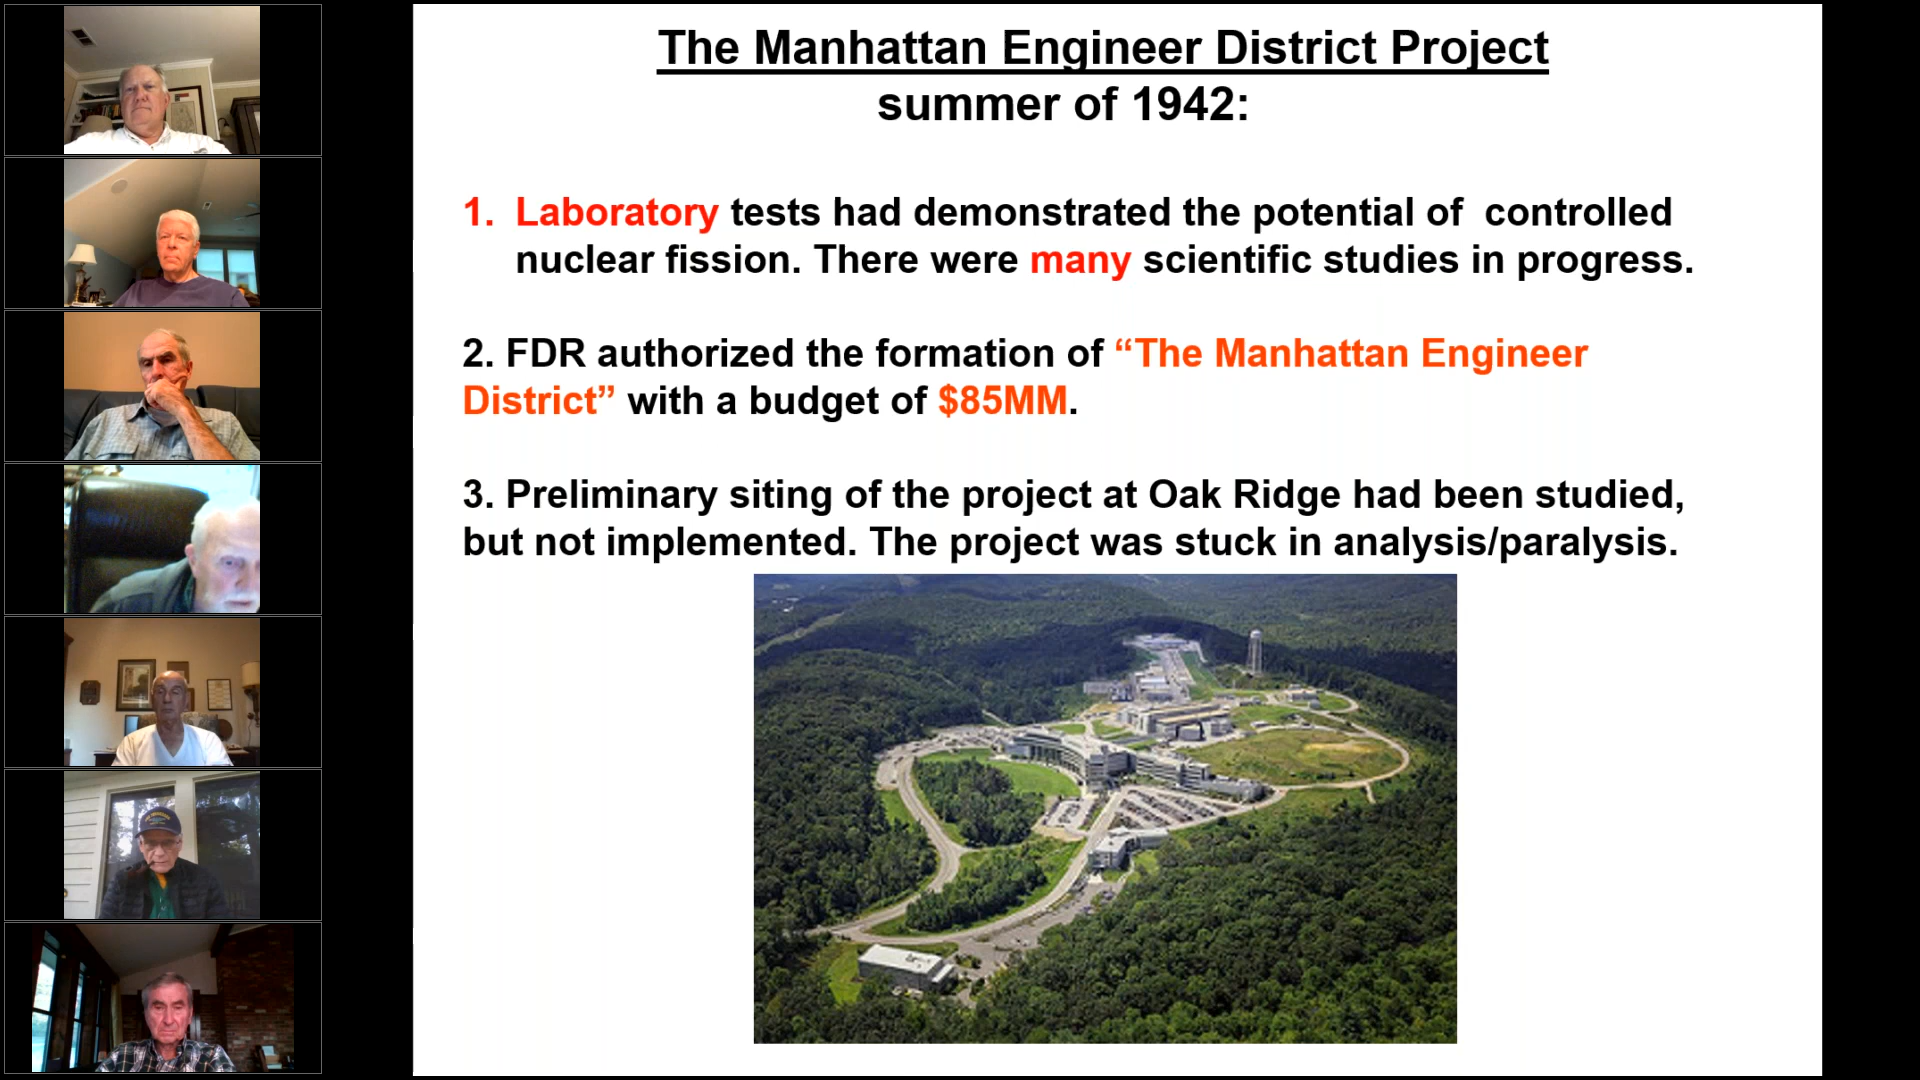 The Manhattan Engineer District Project
summer of 1942:
1. Laboratory tests had demonstrated the potential of controlled
nuclear fission. There were many scientific studies in progress.
2. FDR authorized the formation of “The Manhattan Engineer
District” with a budget of $85MM.
3. Preliminary siting of the project at Oak Ridge had been studied,
but not implemented. The project was stuck in analysis/paralysis.